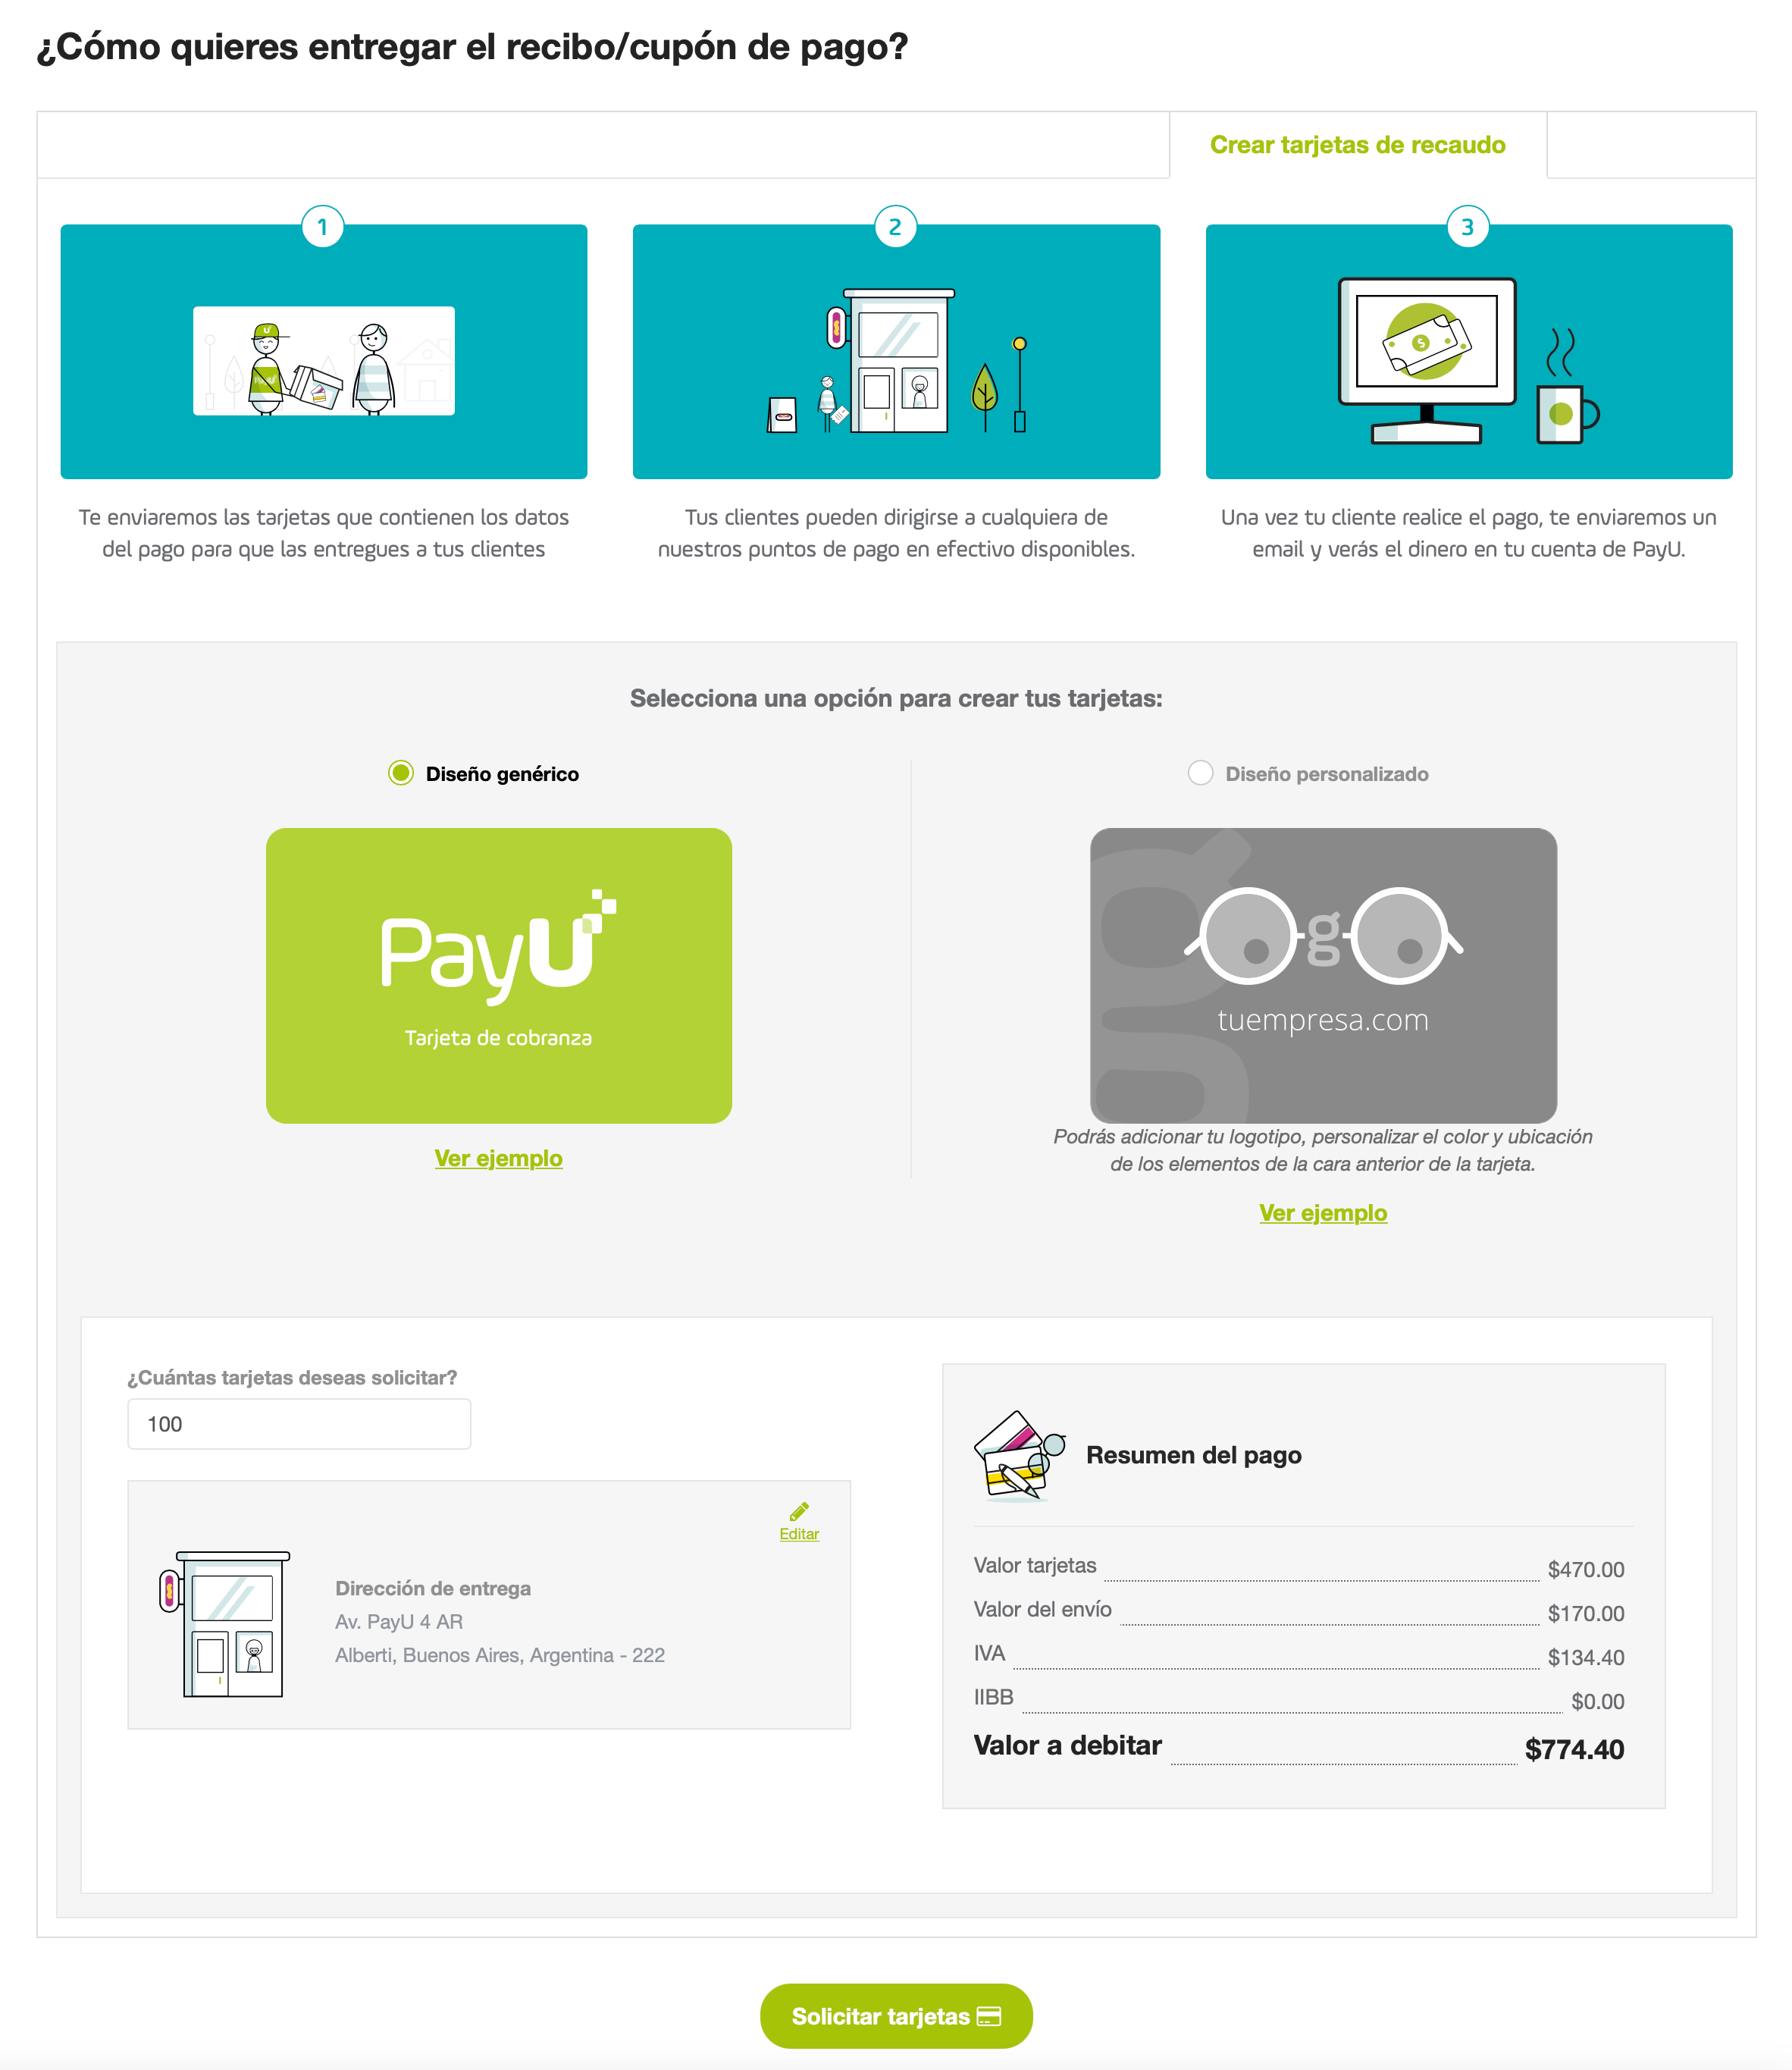 ¿Cómo quieres entregar el recibo/cupón de pago?
Crear tarjetas de recaudo
1
2
3
Te enviaremos las tarjetas que contienen los datos
del pago para que las entregues a tus clientes
Tus clientes pueden dirigirse a cualquiera de
nuestros puntos de pago en efectivo disponibles.
Una vez tu cliente realice el pago, te enviaremos un
email y verás el dinero en tu cuenta de PayU.
Selecciona una opción para crear tus tarjetas:
Diseño genérico
Diseño personalizado
PayU
Tarjeta de cobranza
g
tuempresa.com
Podrás adicionar tu logotipo, personalizar el color y ubicación
de los elementos de la cara anterior de la tarjeta.
Ver ejemplo
Ver ejemplo
¿Cuántas tarjetas deseas solicitar?
100
Editar
Dirección de entrega
Av. PayU 4 AR
Alberti, Buenos Aires, Argentina - 222
Resumen del pago
Valor tarjetas $470.00
Valor del envío $170.00
IVA $134.40
IIBB $0.00
Valor a debitar $774.40
Solicitar tarjetas